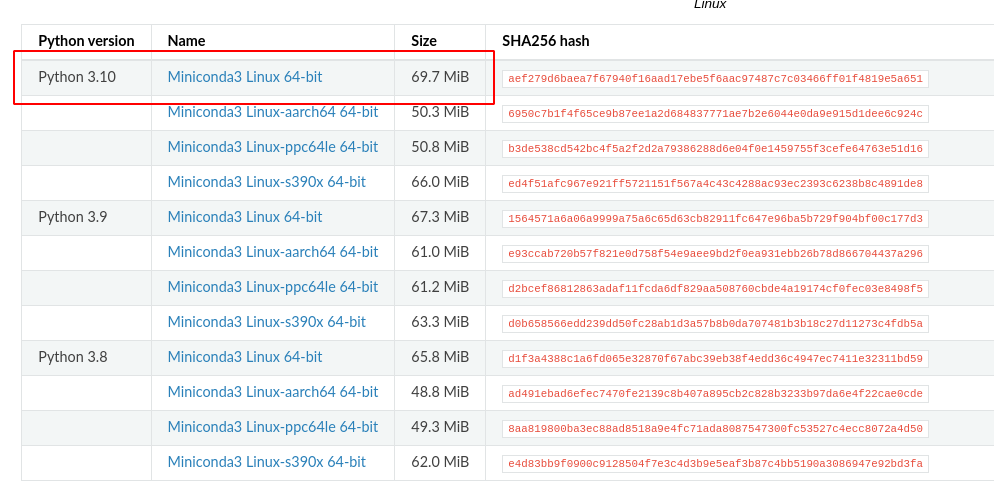 Linux
Python version Name Size SHA256 hash
Python 3.10 Miniconda3 Linux 64-bit 69.7 MiB aef279d6baea7f67940f16aad17ebe5f6aac97487c7c03466ff01f4819e5a651
Miniconda3 Linux-aarch64 64-bit 50.3 MiB 6950c7b1f4f65ce9b87ee1a2d684837771ae7b2e6044e0da9e915d1dee6c924c
Miniconda3 Linux-ppc64le 64-bit 50.8 MiB b3de538cd542bc4f5a2f2d2a79386288d6e04f0e1459755f3cefe64763e51d16
Miniconda3 Linux-s390x 64-bit 66.0 MiB ed4f51afc967e921ff5721151f567a4c43c4288ac93ec2393c6238b8c4891de8
Python 3.9 Miniconda3 Linux 64-bit 67.3 MiB 1564571a6a06a9999a75a6c65d63cb82911fc647e96ba5b729f904bf00c177d3
Miniconda3 Linux-aarch64 64-bit 61.0 MiB e93ccab720b57f821e0d758f54e9aee9bd2f0ea931ebb26b78d866704437a296
Miniconda3 Linux-ppc64le 64-bit 61.2 MiB d2bcef86812863adaf11fcda6df829aa508760cbde4a19174cf0fec03e8498f5
Miniconda3 Linux-s390x 64-bit 63.3 MiB d0b658566edd239dd50fc28ab1d3a57b8b0da707481b3b18c27d11273c4fdb5a
Python 3.8 Miniconda3 Linux 64-bit 65.8 MiB d1f3a4388c1a6fd065e32870f67abc39eb38f4edd36c4947ec7411e32311bd59
Miniconda3 Linux-aarch64 64-bit 48.8 MiB ad491ebad6efec7470fe2139c8b407a895cb2c828b3233b97da6e4f22cae0cde
Miniconda3 Linux-ppc64le 64-bit 49.3 MiB 8aa819800ba3ec88ad8518a9e4fc71ada8087547300fc53527c4ecc8072a4d50
Miniconda3 Linux-s390x 64-bit 62.0 MiB e4d83bb9f0900c9128504f7e3c4d3b9e5eaf3b87c4bb5190a3086947e92bd3fa